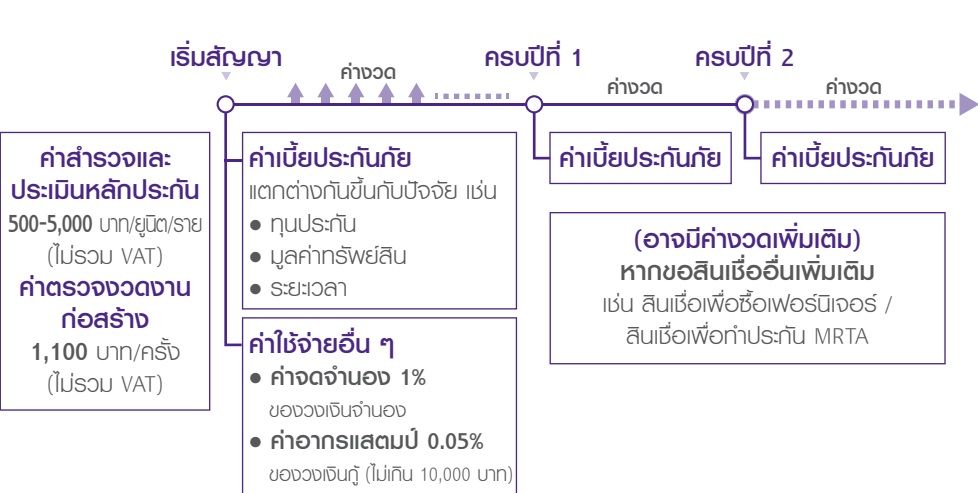 เริ่มสัญญา
ค่างวด
ครบปีที่ 1
ค่างวด
ครบปีที่ 2
ค่างวด
ค่าสำรวจและ
ประเมินหลักประกัน
500-5,000 บาท/ยูนิต/ราย
(ไม่รวม VAT)
ค่าตรวจงวดงาน
ก่อสร้าง
1,100 บาท/ครั้ง
(ไม่รวม VAT)
ค่าเบี้ยประกันภัย
แตกต่างกันขึ้นกับปัจจัย เช่น
● ทุนประกัน
● มูลค่าทรัพย์สิน
● ระยะเวลา
ค่าใช้จ่ายอื่น ๆ
● ค่าจดจำนอง 1%
ของวงเงินจำนอง
● ค่าอากรแสตมป์ 0.05%
ของวงเงินกู้ (ไม่เกิน 10,000 บาท)
ค่าเบี้ยประกันภัย
ค่าเบี้ยประกันภัย
(อาจมีค่างวดเพิ่มเติม)
หากขอสินเชื่ออื่นเพิ่มเติม
เช่น สินเชื่อเพื่อซื้อเฟอร์นิเจอร์ /
สินเชื่อเพื่อทำประกัน MRTA